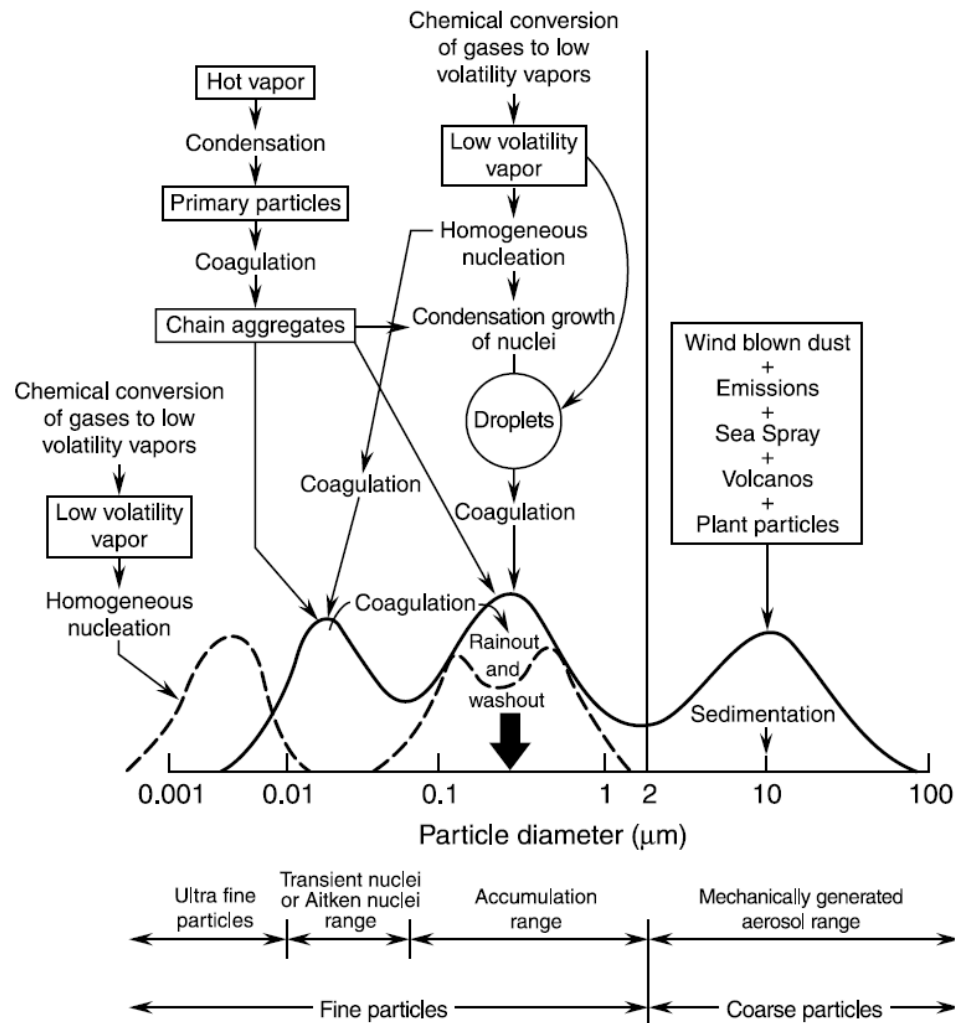 Chemical conversion
of gases to low
volatility vapors
Hot vapor
Condensation
Primary particles
Coagulation
Chain aggregates
Low volatility
vapor
Homogeneous
nucleation
Condensation growth
of nuclei
Droplets
Coagulation
Coagulation
Chemical conversion
of gases to low
volatility vapors
Low volatility
vapor
Homogeneous
nucleation
Wind blown dust
+
Emissions
+
Sea Spray
+
Volcanos
+
Plant particles
Coagulation
Rainout
and
washout
Sedimentation
0.001 0.01 0.1 1 2 10 100
Particle diameter (μm)
Ultra fine
particles
Transient nuclei
or Aitken nuclei
range
Accumulation
range
Mechanically generated
aerosol range
Fine particles
Coarse particles